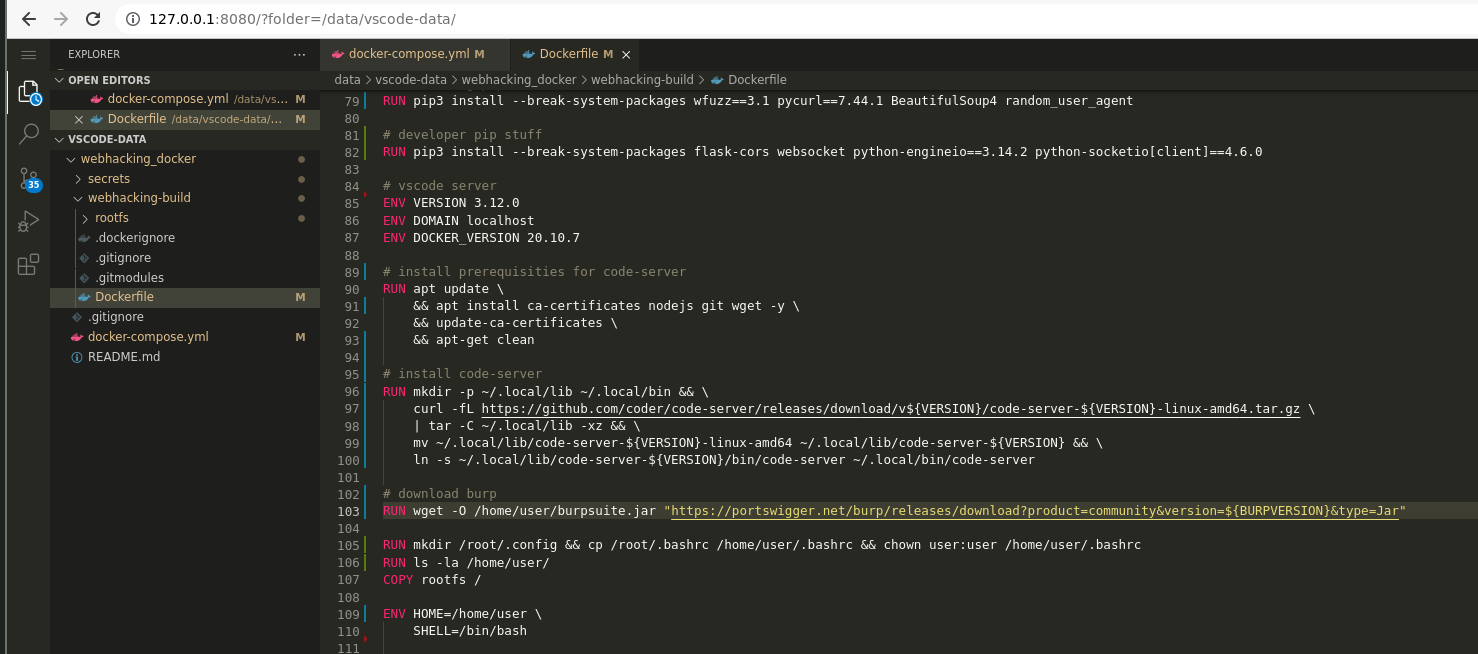 127.0.0.1:8080/?folder=/data/vscode-data/
EXPLORER ···
docker-compose.yml M
Dockerfile M
OPEN EDITORS
docker-compose.yml /data/vs... M
Dockerfile /data/vscode-data/... M
VSCODE-DATA
webhacking_docker
secrets
webhacking-build
rootfs
.dockerignore
.gitignore
.gitmodules
Dockerfile M
.gitignore
docker-compose.yml M
README.md
35
data > vscode-data > webhacking_docker > webhacking-build > Dockerfile
79 RUN pip3 install --break-system-packages wfuzz==3.1 pycurl==7.44.1 BeautifulSoup4 random_user_agent
80
81 # developer pip stuff
82 RUN pip3 install --break-system-packages flask-cors websocket python-engineio==3.14.2 python-socketio[client]==4.6.0
83
84 # vscode server
85 ENV VERSION 3.12.0
86 ENV DOMAIN localhost
87 ENV DOCKER_VERSION 20.10.7
88
89 # install prerequisities for code-server
90 RUN apt update \
91 && apt install ca-certificates nodejs git wget -y \
92 && update-ca-certificates \
93 && apt-get clean
94
95 # install code-server
96 RUN mkdir -p ~/.local/lib ~/.local/bin && \
97 curl -fL https://github.com/coder/code-server/releases/download/v${VERSION}/code-server-${VERSION}-linux-amd64.tar.gz \
98 | tar -C ~/.local/lib -xz && \
99 mv ~/.local/lib/code-server-${VERSION}-linux-amd64 ~/.local/lib/code-server-${VERSION} && \
100 ln -s ~/.local/lib/code-server-${VERSION}/bin/code-server ~/.local/bin/code-server
101
102 # download burp
103 RUN wget -O /home/user/burpsuite.jar "https://portswigger.net/burp/releases/download?product=community&version=${BURPVERSION}&type=Jar"
104
105 RUN mkdir /root/.config && cp /root/.bashrc /home/user/.bashrc && chown user:user /home/user/.bashrc
106 RUN ls -la /home/user/
107 COPY rootfs /
108
109 ENV HOME=/home/user \
110 SHELL=/bin/bash
111